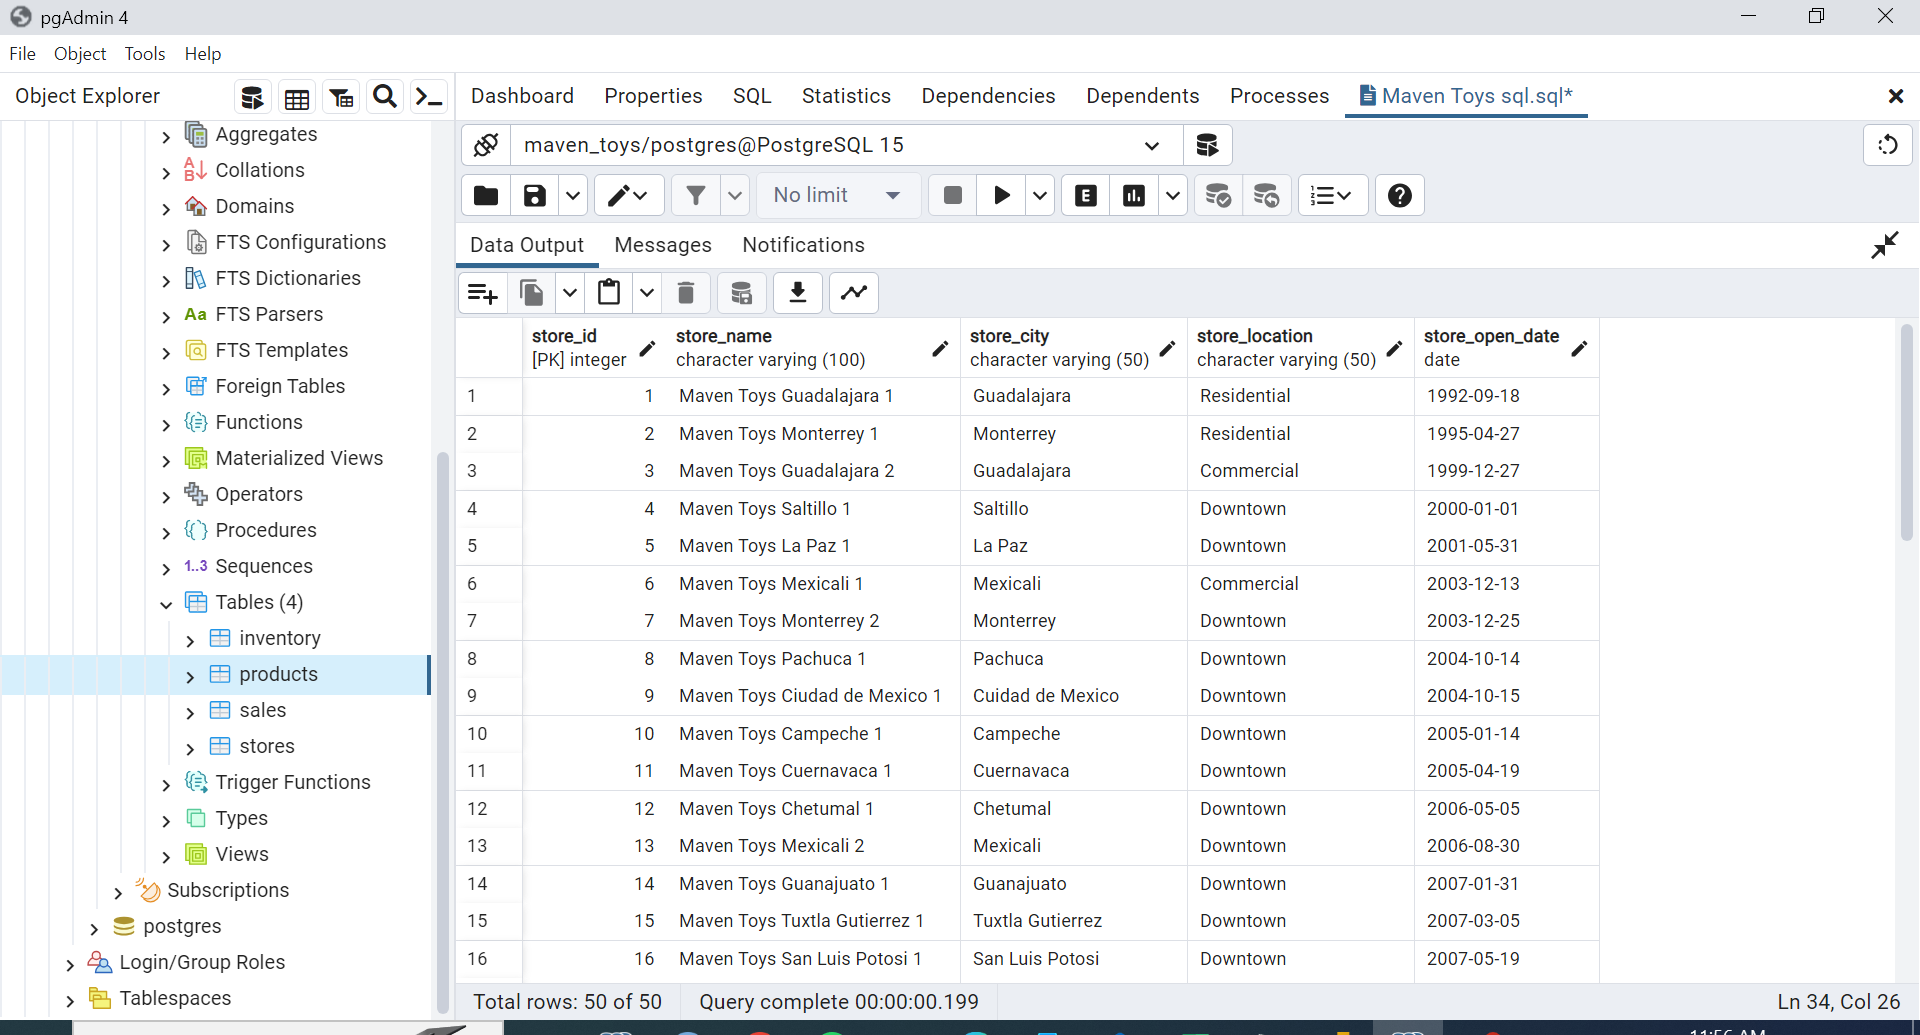 pgAdmin 4
File Object Tools Help
Object Explorer
Dashboard Properties SQL Statistics Dependencies Dependents Processes Maven Toys sql.sql*
Aggregates
Collations
Domains
FTS Configurations
FTS Dictionaries
Aa FTS Parsers
FTS Templates
Foreign Tables
Functions
Materialized Views
Operators
Procedures
1..3 Sequences
Tables (4)
inventory
products
sales
stores
Trigger Functions
Types
Views
Subscriptions
postgres
Login/Group Roles
Tablespaces
maven_toys/postgres@PostgreSQL 15
No limit
E
Data Output Messages Notifications
store_id store_name store_city store_location store_open_date
[PK] integer character varying (100) character varying (50) character varying (50) date
1 1 Maven Toys Guadalajara 1 Guadalajara Residential 1992-09-18
2 2 Maven Toys Monterrey 1 Monterrey Residential 1995-04-27
3 3 Maven Toys Guadalajara 2 Guadalajara Commercial 1999-12-27
4 4 Maven Toys Saltillo 1 Saltillo Downtown 2000-01-01
5 5 Maven Toys La Paz 1 La Paz Downtown 2001-05-31
6 6 Maven Toys Mexicali 1 Mexicali Commercial 2003-12-13
7 7 Maven Toys Monterrey 2 Monterrey Downtown 2003-12-25
8 8 Maven Toys Pachuca 1 Pachuca Downtown 2004-10-14
9 9 Maven Toys Ciudad de Mexico 1 Cuidad de Mexico Downtown 2004-10-15
10 10 Maven Toys Campeche 1 Campeche Downtown 2005-01-14
11 11 Maven Toys Cuernavaca 1 Cuernavaca Downtown 2005-04-19
12 12 Maven Toys Chetumal 1 Chetumal Downtown 2006-05-05
13 13 Maven Toys Mexicali 2 Mexicali Downtown 2006-08-30
14 14 Maven Toys Guanajuato 1 Guanajuato Downtown 2007-01-31
15 15 Maven Toys Tuxtla Gutierrez 1 Tuxtla Gutierrez Downtown 2007-03-05
16 16 Maven Toys San Luis Potosi 1 San Luis Potosi Downtown 2007-05-19
Total rows: 50 of 50 Query complete 00:00:00.199 Ln 34, Col 26